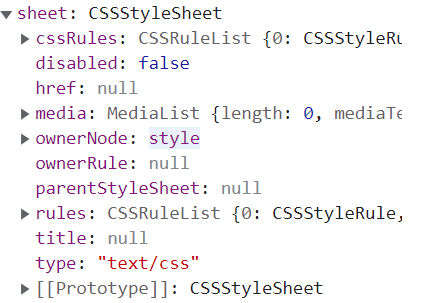 sheet: CSSStyleSheet
cssRules: CSSRuleList {0: CSSStyleRu
disabled: false
href: null
media: MediaList {length: 0, mediaTe
ownerNode: style
ownerRule: null
parentStyleSheet: null
rules: CSSRuleList {0: CSSStyleRule,
title: null
type: "text/css"
[[Prototype]]: CSSStyleSheet